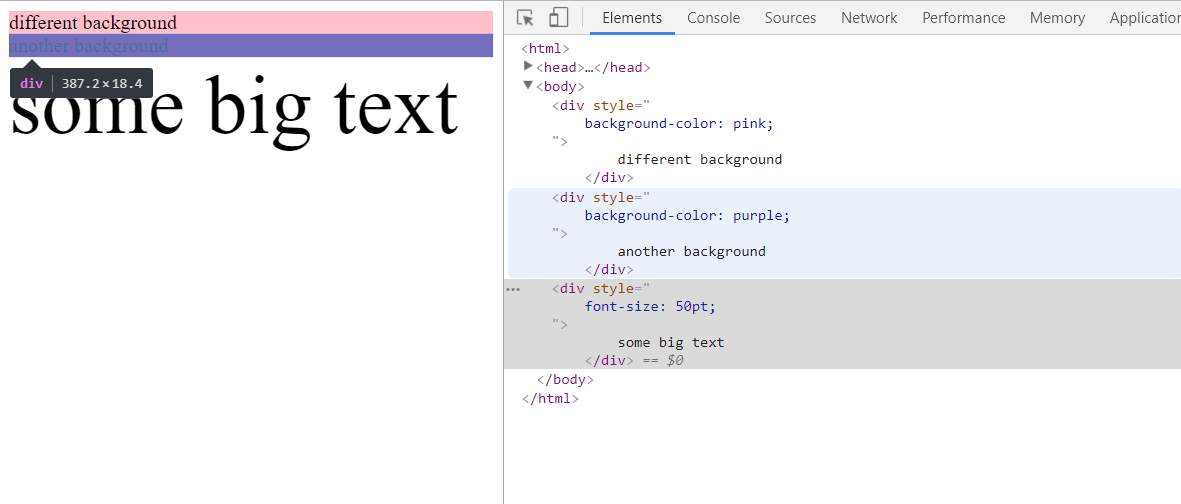 different background
another background
div 387.2×18.4
some big text
Elements Console Sources Network Performance Memory Application
<html>
<head>…</head>
<body>
<div style="
background-color: pink;
">
different background
</div>
<div style="
background-color: purple;
">
another background
</div>
… <div style="
font-size: 50pt;
">
some big text
</div> == $0
</body>
</html>